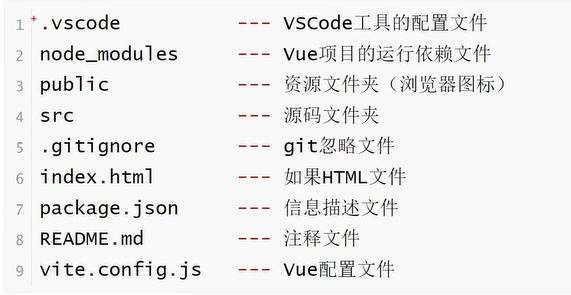 1 .vscode --- VSCode工具的配置文件
2 node_modules --- Vue项目的运行依赖文件
3 public --- 资源文件夹（浏览器图标）
4 src --- 源码文件夹
5 .gitignore --- git忽略文件
6 index.html --- 如果HTML文件
7 package.json --- 信息描述文件
8 README.md --- 注释文件
9 vite.config.js --- Vue配置文件